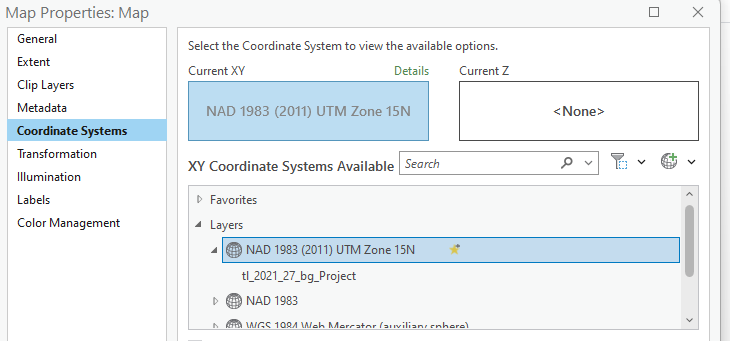 Map Properties: Map
General
Extent
Clip Layers
Metadata
Coordinate Systems
Transformation
Illumination
Labels
Color Management
Select the Coordinate System to view the available options.
Current XY Details Current Z
NAD 1983 (2011) UTM Zone 15N <None>
XY Coordinate Systems Available Search
Favorites
Layers
NAD 1983 (2011) UTM Zone 15N
tl_2021_27_bg_Project
NAD 1983
WGS 1984 Web Mercator (auxiliary sphere)